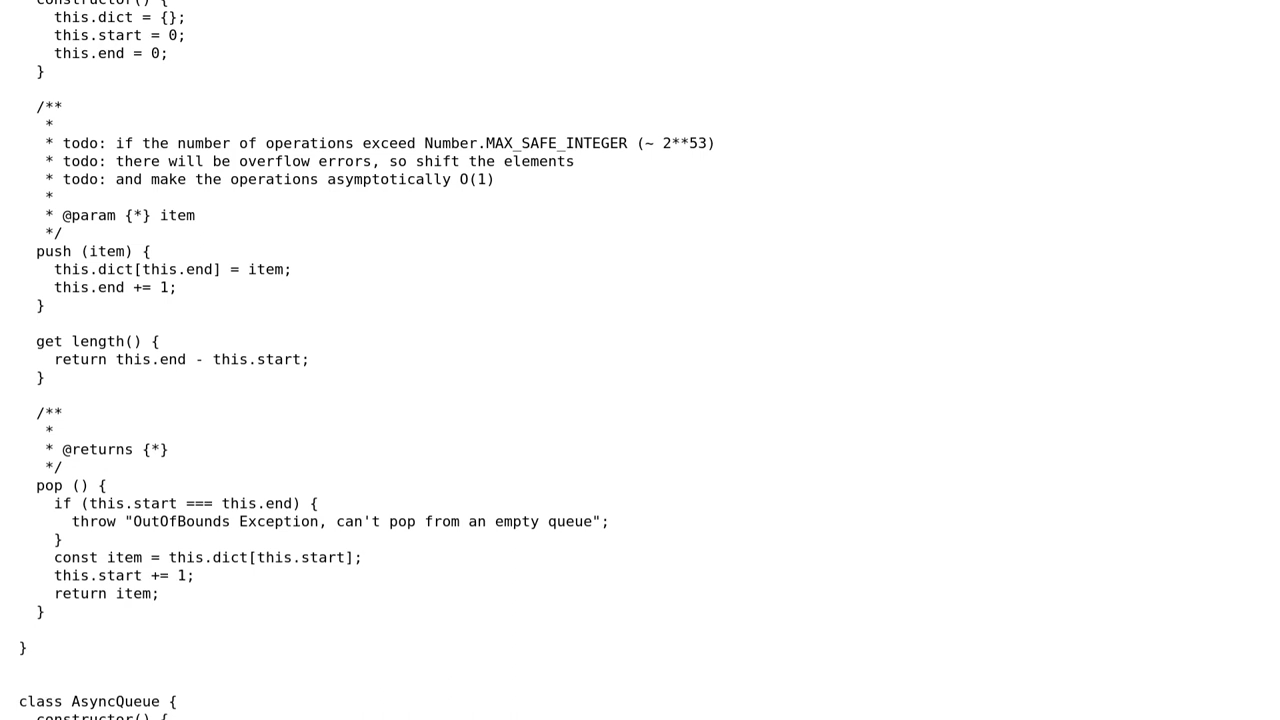 constructor() {
this.dict = {};
this.start = 0;
this.end = 0;
}
/**
*
* todo: if the number of operations exceed Number.MAX_SAFE_INTEGER (~ 2**53)
* todo: there will be overflow errors, so shift the elements
* todo: and make the operations asymptotically O(1)
*
* @param {*} item
*/
push (item) {
this.dict[this.end] = item;
this.end += 1;
}
get length() {
return this.end - this.start;
}
/**
*
* @returns {*}
*/
pop () {
if (this.start === this.end) {
throw "OutOfBounds Exception, can't pop from an empty queue";
}
const item = this.dict[this.start];
this.start += 1;
return item;
}
}
class AsyncQueue {
constructor() {